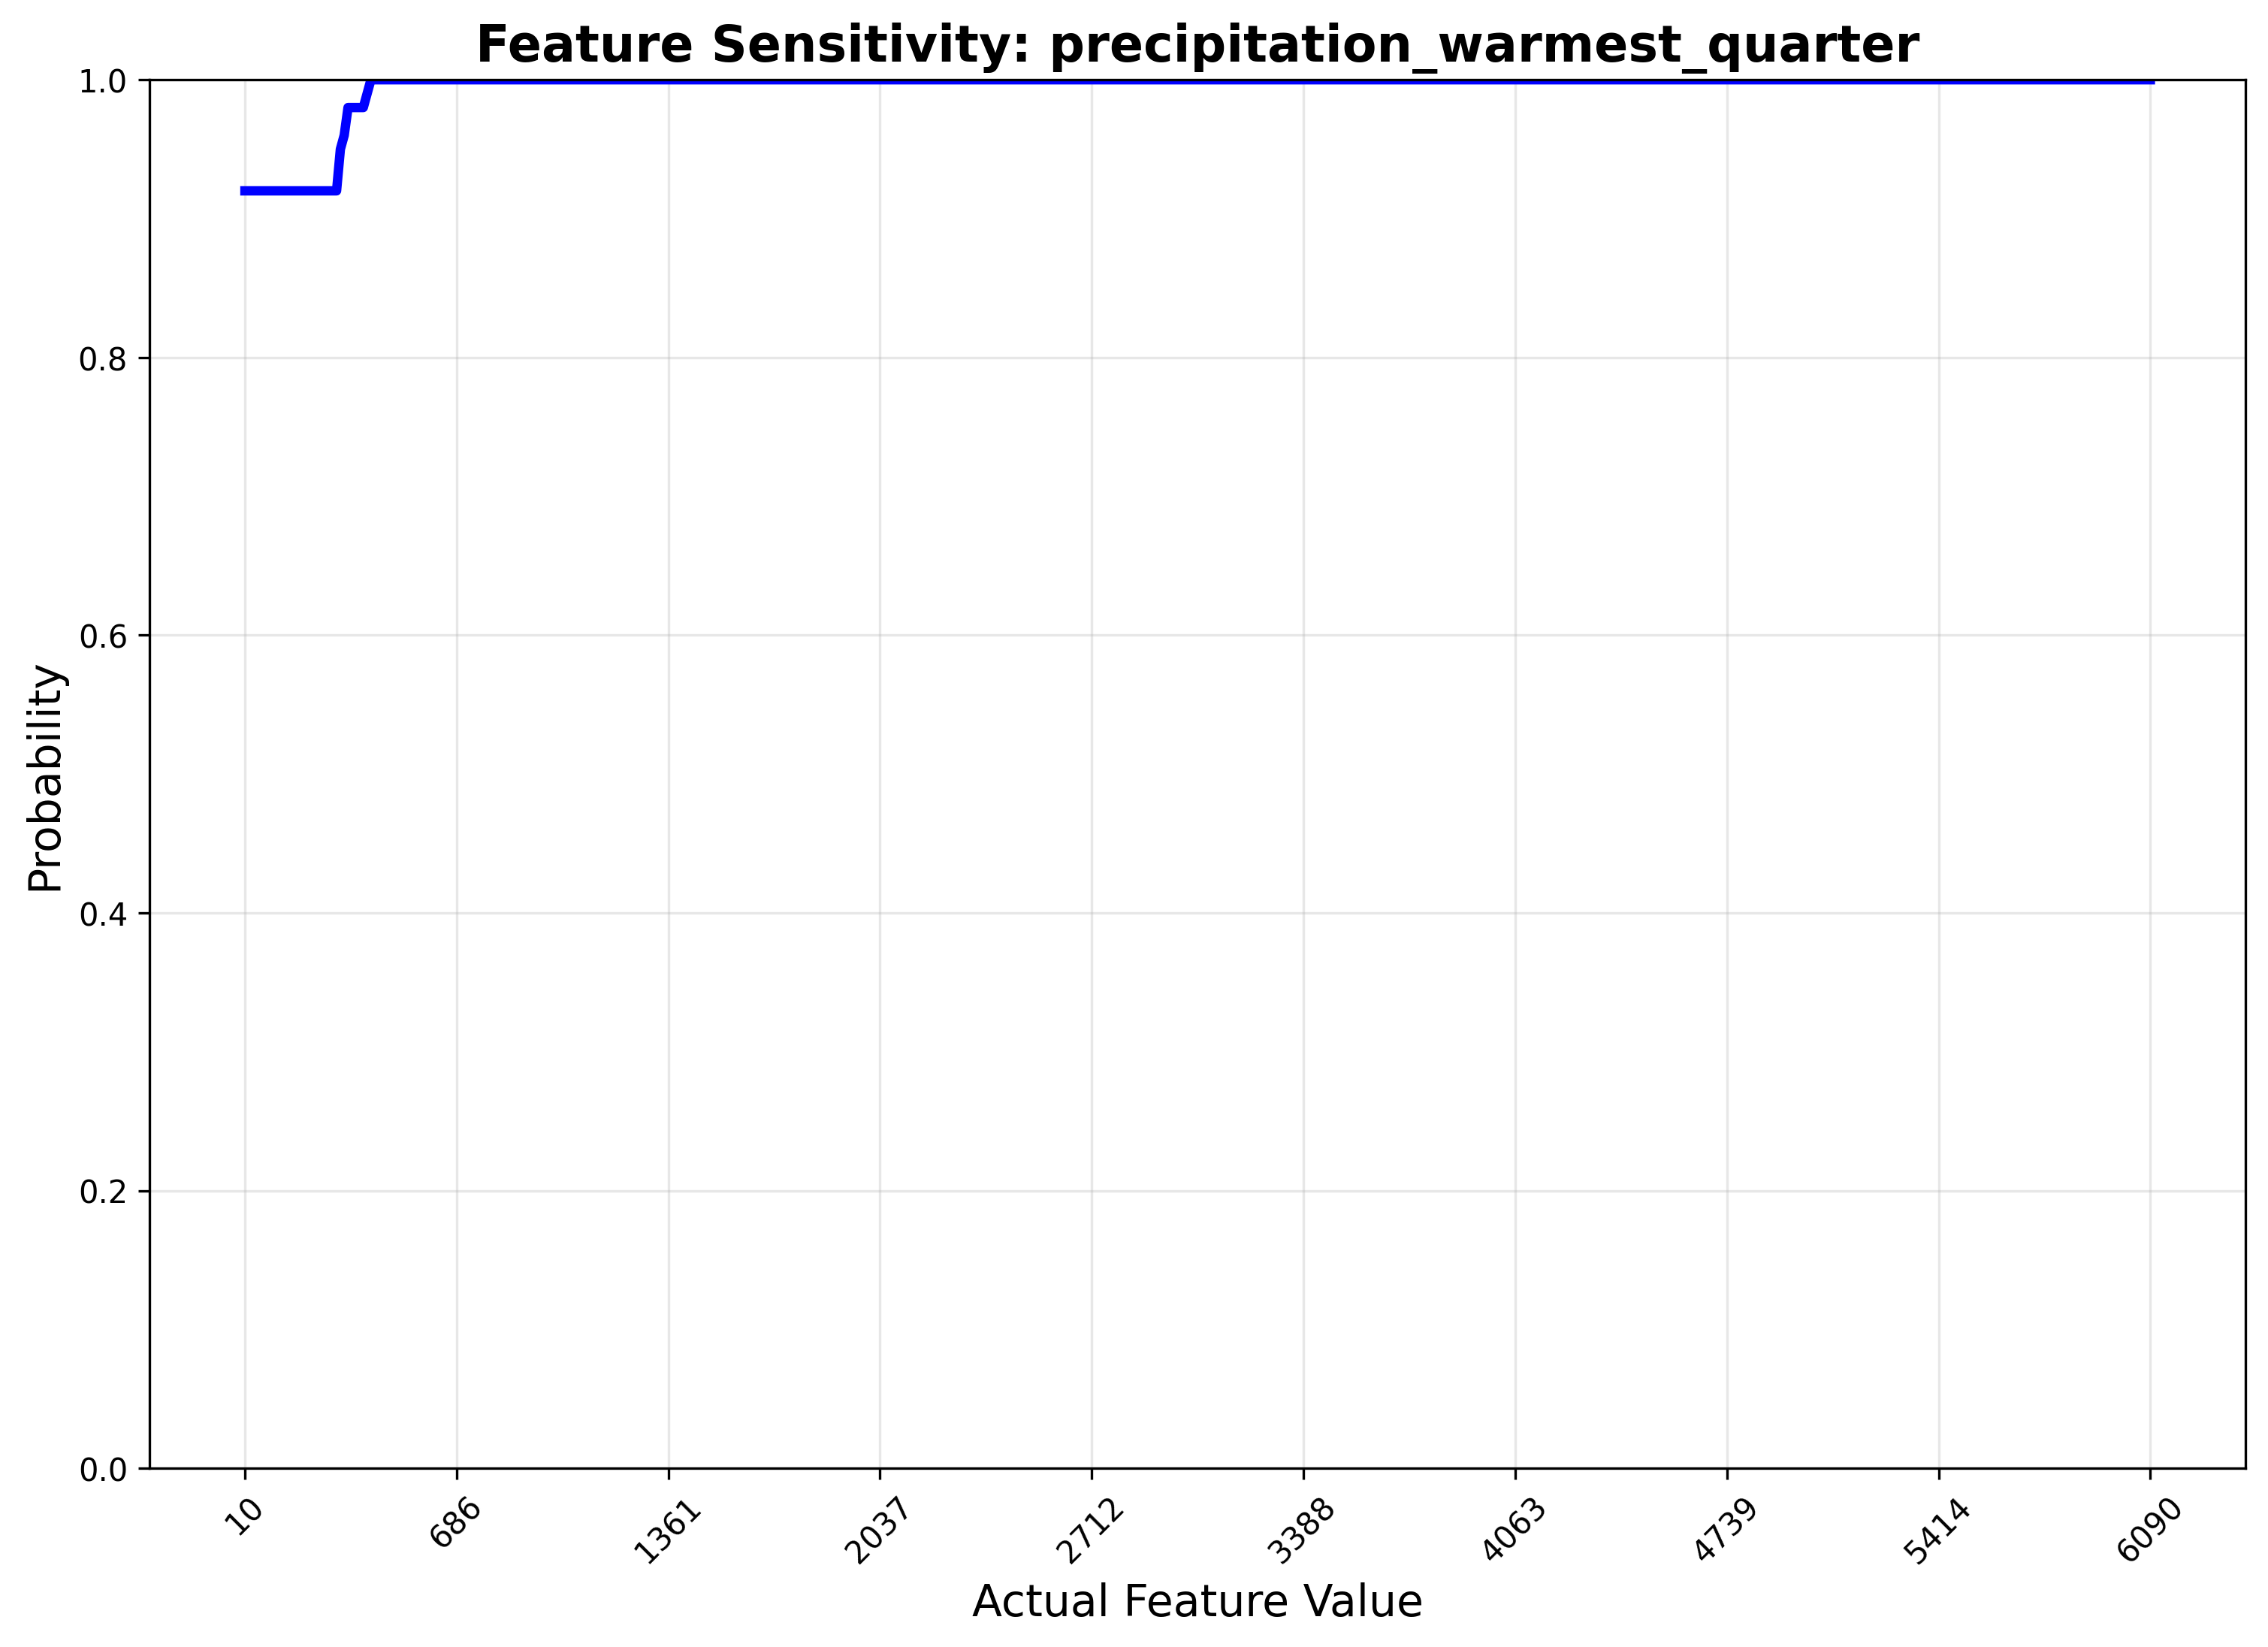 Feature Sensitivity: precipitation_warmest_quarter
1.0
0.8
0.6
0.4
0.2
0.0
Probability
10 686 1361 2037 2712 3388 4063 4739 5414 6090
Actual Feature Value